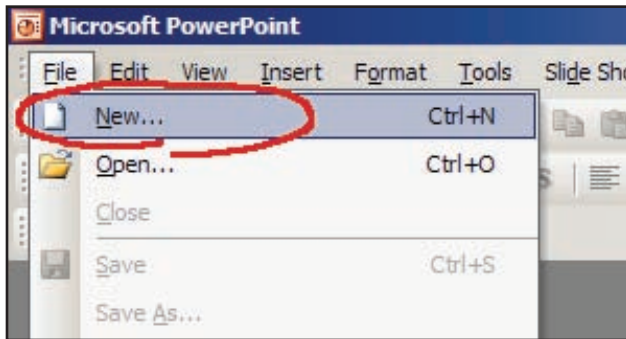 Microsoft PowerPoint
File Edit View Insert Format Tools Slide Sho
New... Ctrl+N
Open... Ctrl+O
Close
Save Ctrl+S
Save As...